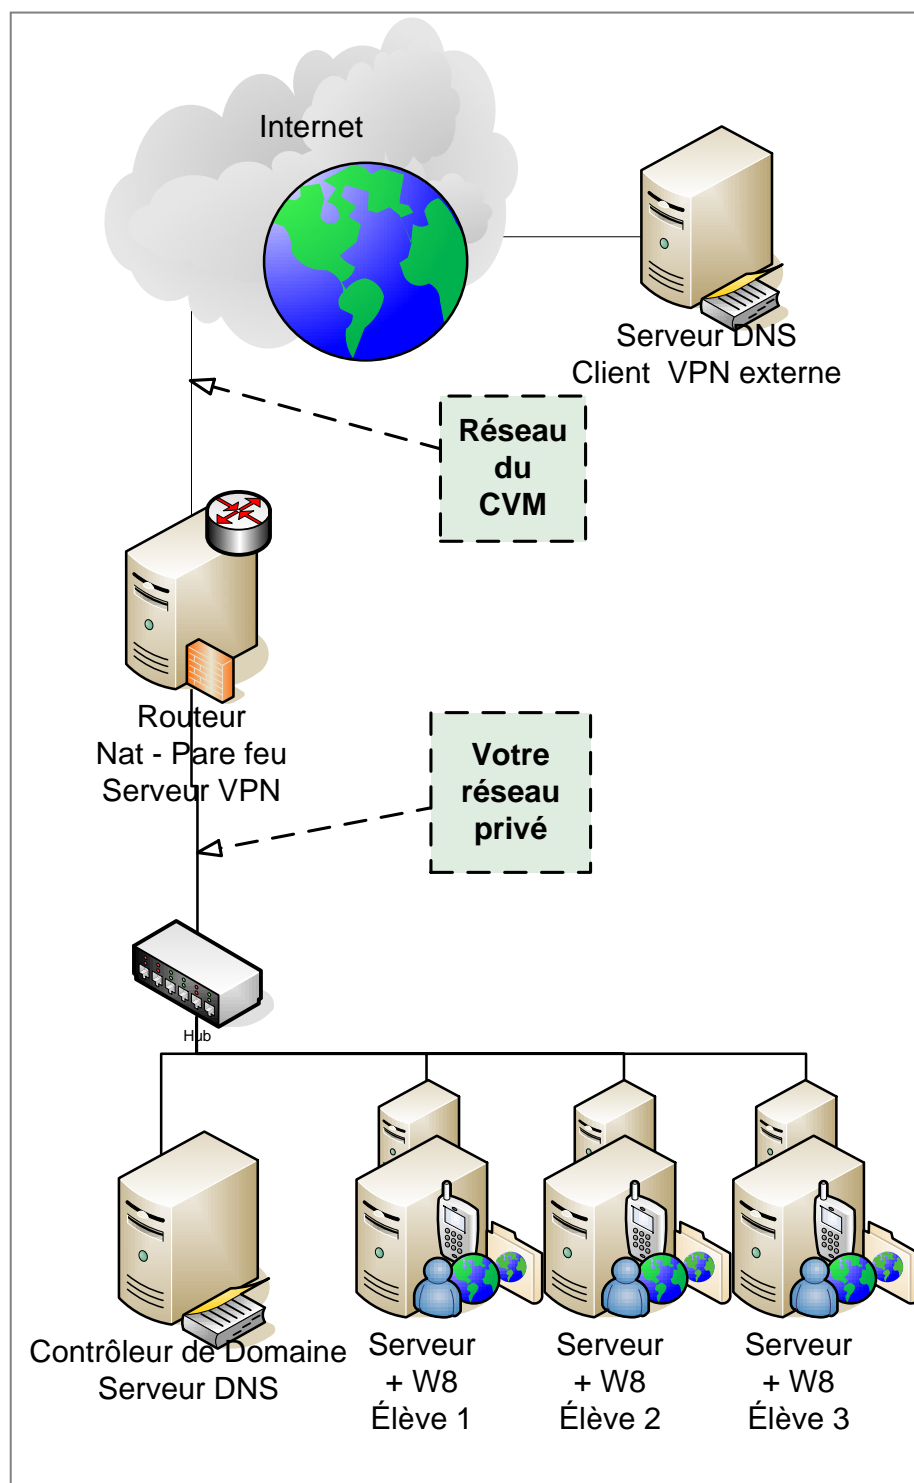 Internet
Serveur DNS
Client VPN externe
Réseau
du
CVM
Routeur
Nat - Pare feu
Serveur VPN
Votre
réseau
privé
Hub
Contrôleur de Domaine
Serveur DNS
Serveur
+ W8
Élève 1
Serveur
+ W8
Élève 2
Serveur
+ W8
Élève 3